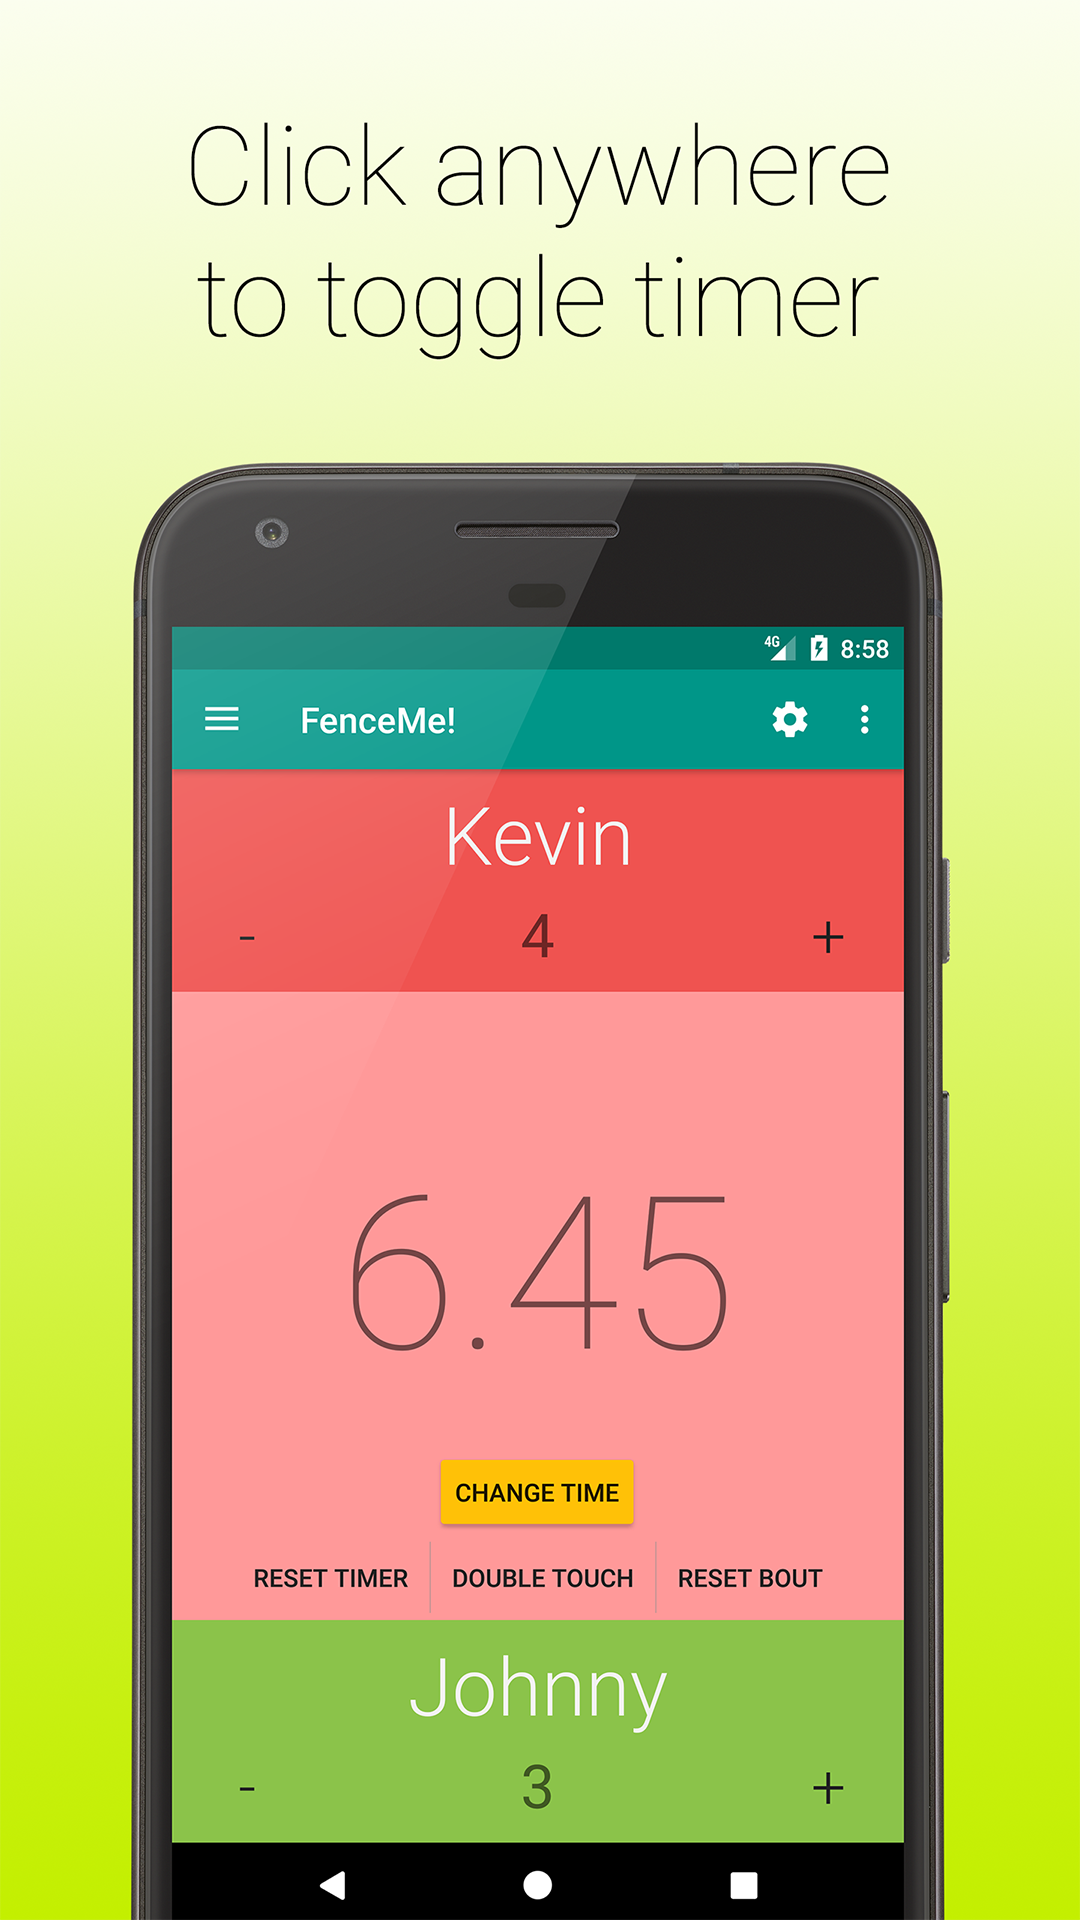 Click anywhere
to toggle timer
4G 8:58
FenceMe!
Kevin
- 4 +
6.45
CHANGE TIME
RESET TIMER DOUBLE TOUCH RESET BOUT
Johnny
- 3 +